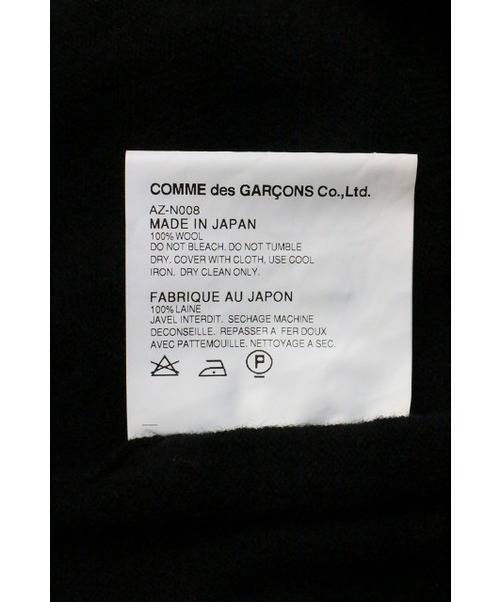 COMME des GARÇONS Co.,Ltd.
AZ-N008
MADE IN JAPAN
100% WOOL
DO NOT BLEACH. DO NOT TUMBLE
DRY. COVER WITH CLOTH, USE COOL
IRON. DRY CLEAN ONLY.
FABRIQUE AU JAPON
100% LAINE
JAVEL INTERDIT. SECHAGE MACHINE
DECONSEILLE. REPASSER A FER DOUX
AVEC PATTEMOUILLE. NETTOYAGE A SEC.
P